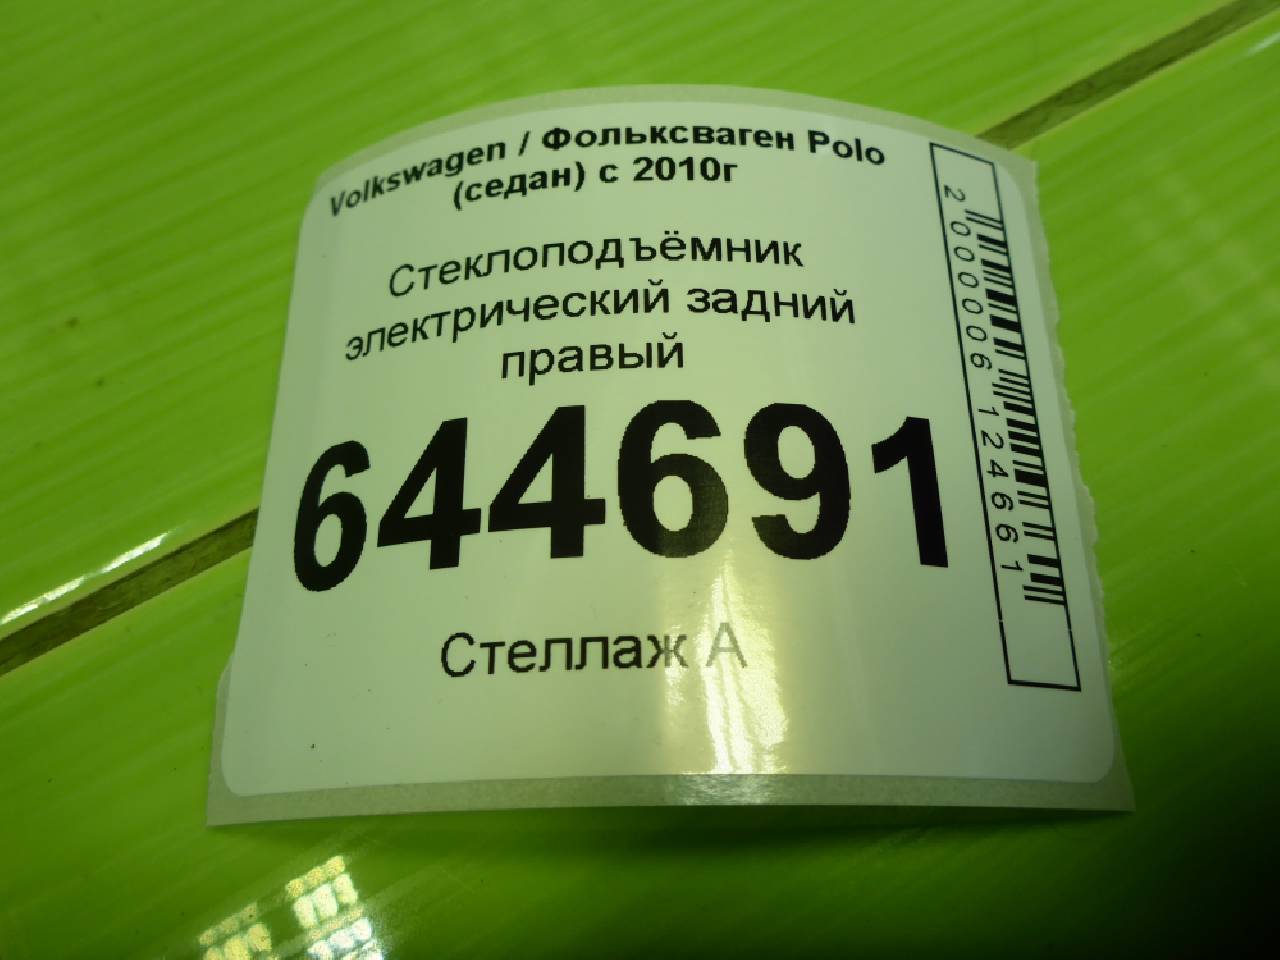 Volkswagen / Фольксваген Polo
(седан) с 2010г
Стеклоподъёмник
электрический задний
правый
644691
Стеллаж А
2000006124661